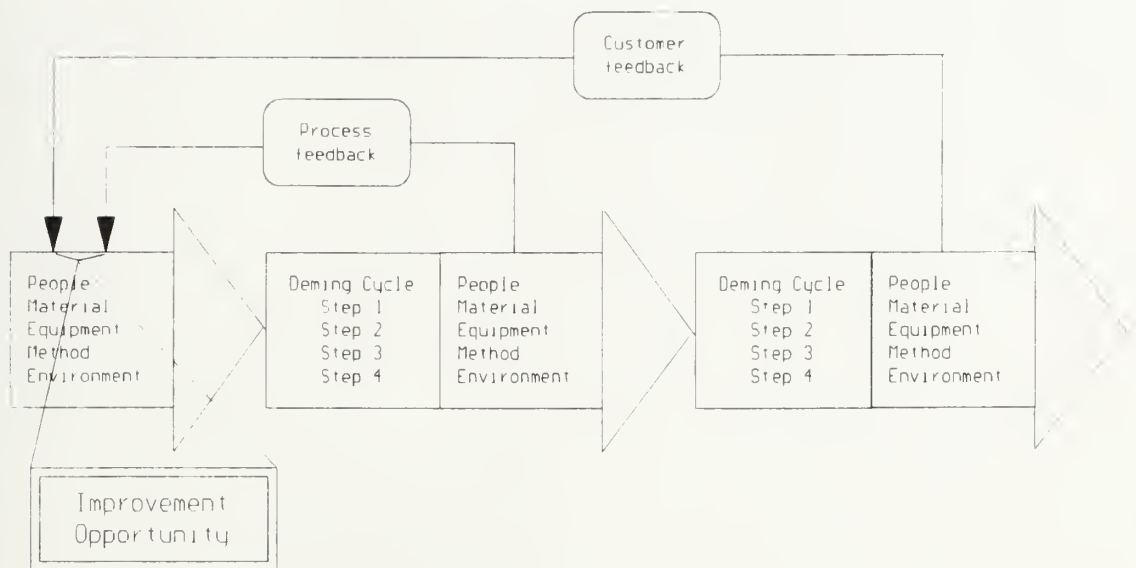 Customer
feedback
Process
feedback
People
Material
Equipment
Method
Environment
Deming Cycle
Step 1
Step 2
Step 3
Step 4
People
Material
Equipment
Method
Environment
Deming Cycle
Step 1
Step 2
Step 3
Step 4
People
Material
Equipment
Method
Environment
Improvement
Opportunity